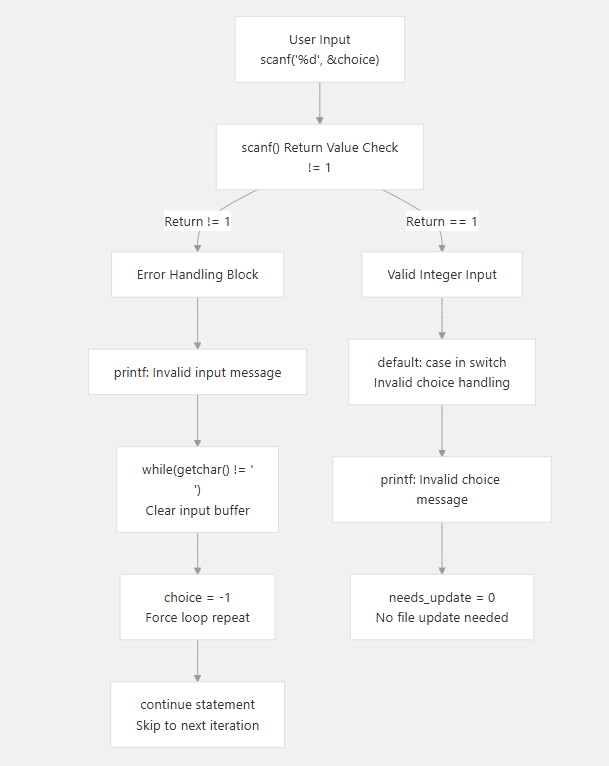 User Input
scanf('%d', &choice)
scanf() Return Value Check
!= 1
Return != 1
Return == 1
Error Handling Block
Valid Integer Input
printf: Invalid input message
default: case in switch
Invalid choice handling
while(getchar() != '
')
Clear input buffer
printf: Invalid choice
message
choice = -1
Force loop repeat
needs_update = 0
No file update needed
continue statement
Skip to next iteration